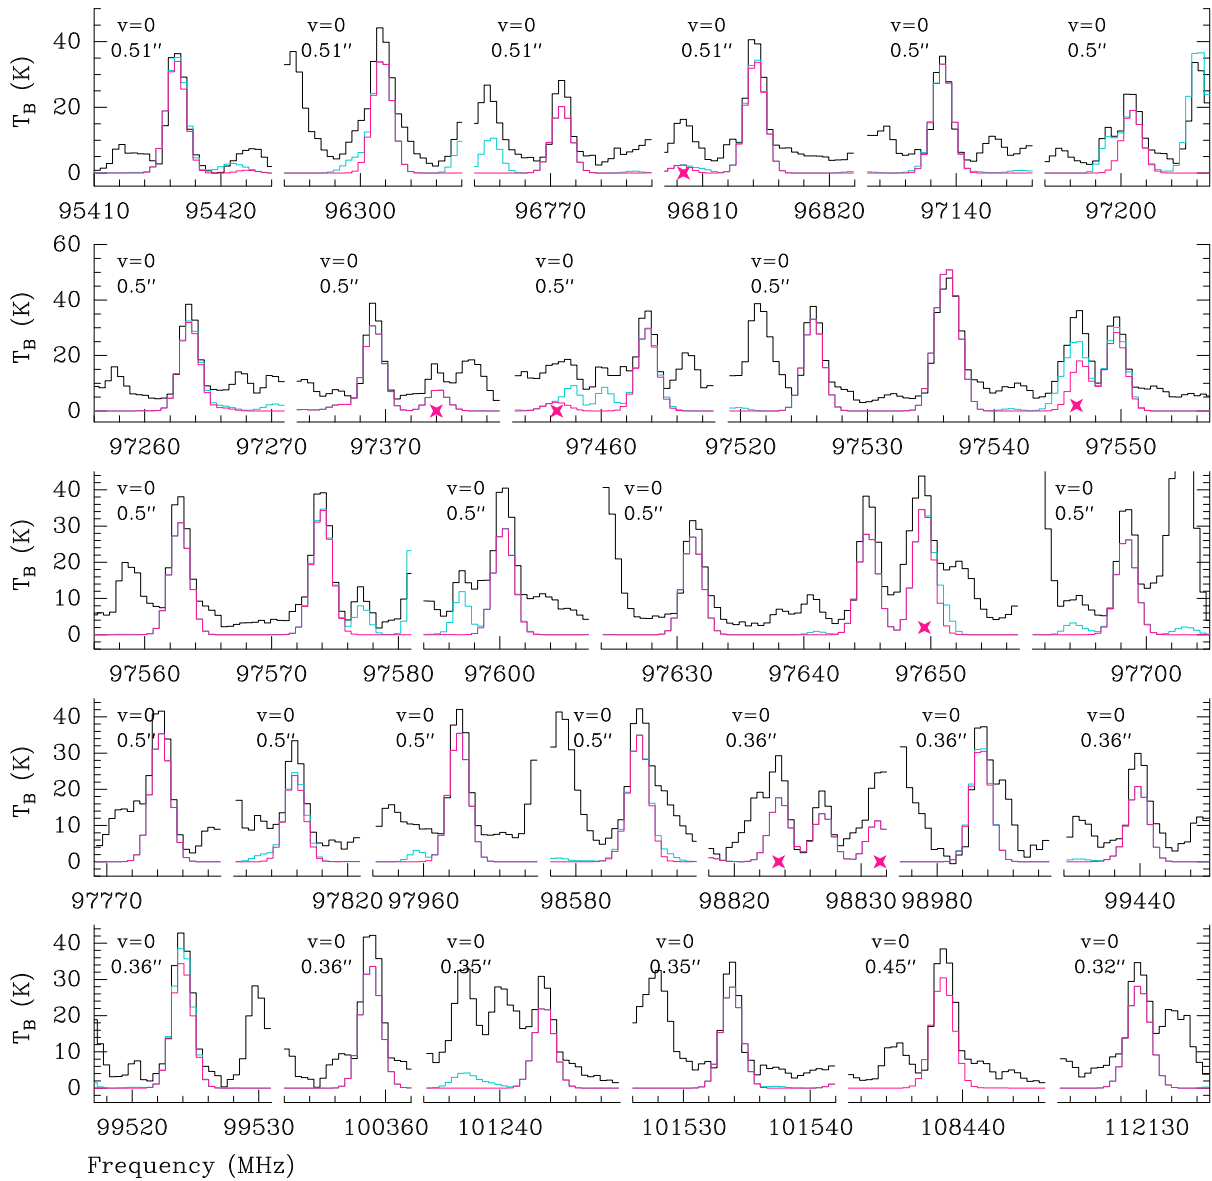 v=0 v=0 v=0 v=0 v=0 v=0
0.51″ 0.51″ 0.51″ 0.51″ 0.5″ 0.5″
40
20
0
T_B (K)
95410 95420 96300 96770 96810 96820 97140 97200
v=0 v=0 v=0 v=0
0.5″ 0.5″ 0.5″ 0.5″
60
40
20
0
T_B (K)
97260 97270 97370 97460 97520 97530 97540 97550
v=0 v=0 v=0 v=0
0.5″ 0.5″ 0.5″ 0.5″
40
30
20
10
0
T_B (K)
97560 97570 97580 97600 97630 97640 97650 97700
v=0 v=0 v=0 v=0 v=0 v=0 v=0
0.5″ 0.5″ 0.5″ 0.5″ 0.36″ 0.36″ 0.36″
40
30
20
10
0
T_B (K)
97770 97820 97960 98580 98820 98830 98980 99440
v=0 v=0 v=0 v=0 v=0 v=0
0.36″ 0.36″ 0.35″ 0.35″ 0.45″ 0.32″
40
30
20
10
0
T_B (K)
99520 99530 100360 101240 101530 101540 108440 112130
Frequency (MHz)